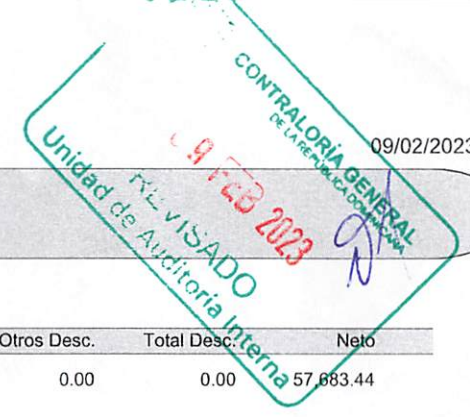 CONTRALORÍA GENERAL
DE LA REPÚBLICA DOMINICANA
09/02/2023
9 FEB 2023
REVISADO
Unidad de Auditoría Interna
Otros Desc. Total Desc. Neto
0.00 0.00 57,683.44